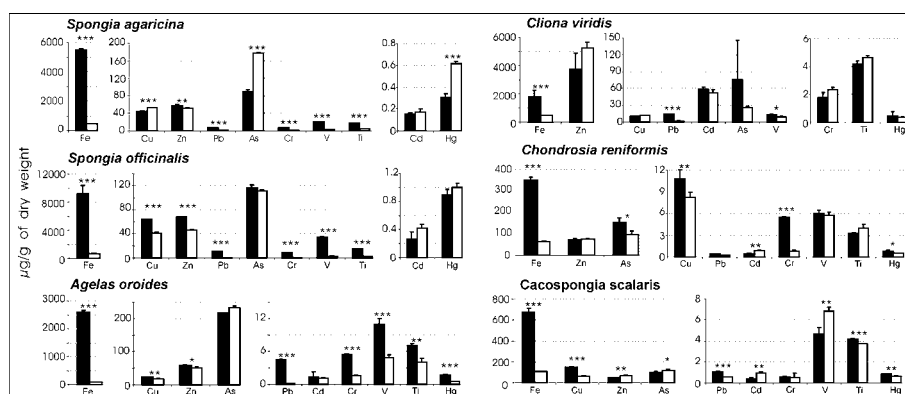 µg/g of dry weight
Spongia agaricina
6000
4000
2000
0
***
Fe
200
160
120
80
40
0
*** ** *** *** *** *** ***
Cu Zn Pb As Cr V Ti
0.8
0.6
0.4
0.2
0
***
Cd Hg
Cliona viridis
6000
4000
2000
0
***
Fe Zn
150
120
90
60
30
0
*** *
Cu Pb Cd As V
6
4
2
0
Cr Ti Hg
Spongia officinalis
12000
8000
4000
0
***
Fe
120
80
40
0
*** *** *** *** *** ***
Cu Zn Pb As Cr V Ti
1.2
0.8
0.4
0
Cd Hg
Chondrosia reniformis
400
300
200
100
0
*** *
Fe Zn As
12
9
6
3
0
** ** *** *
Cu Pb Cd Cr V Ti Hg
Agelas oroides
3000
2000
1000
0
***
Fe
200
100
0
** *
Cu Zn As
12
8
4
0
*** *** *** ** ***
Pb Cd Cr V Ti Hg
Cacospongia scalaris
800
600
400
200
0
*** *** ** *
Fe Cu Zn As
8
6
4
2
0
*** ** ** *** **
Pb Cd Cr V Ti Hg